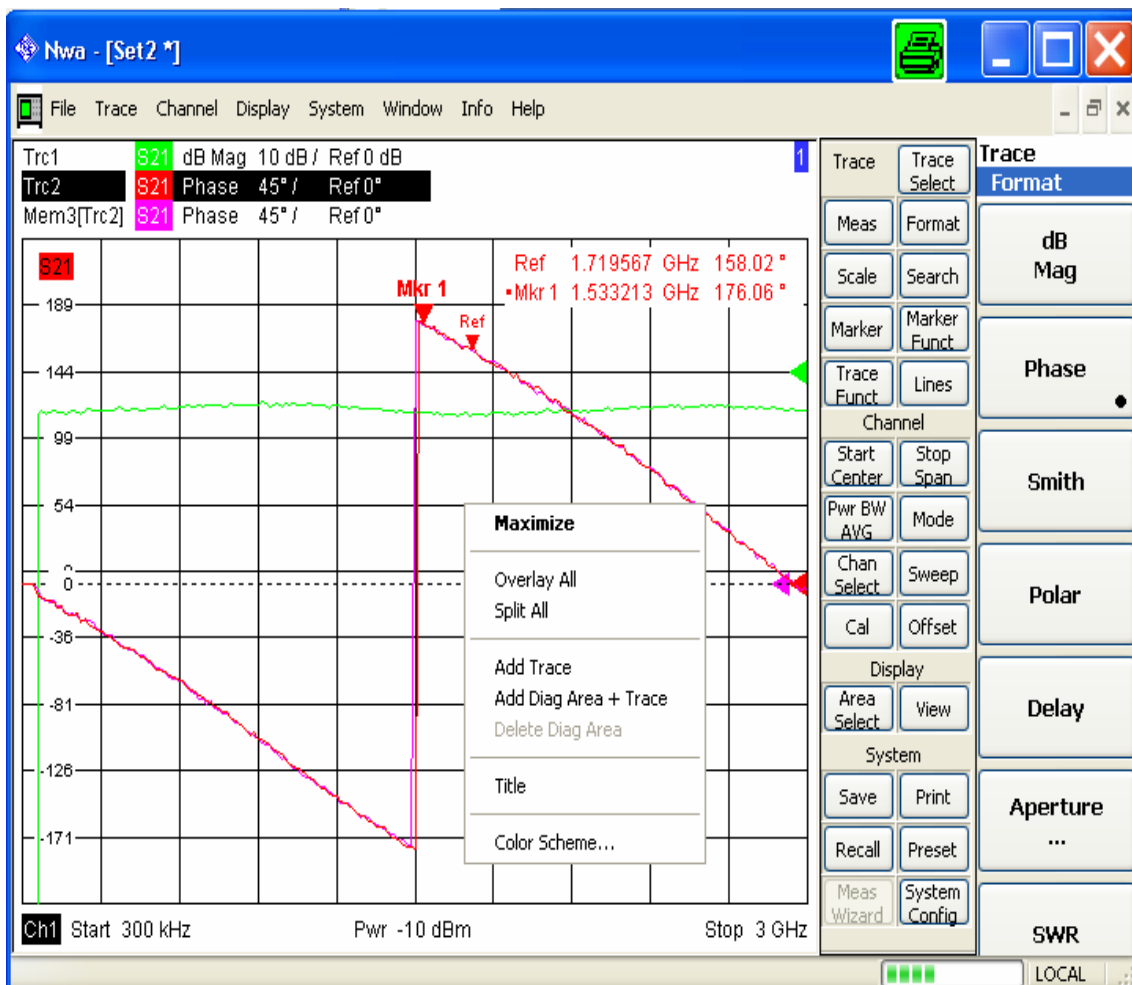 Nwa - [Set2 *]
File Trace Channel Display System Window Info Help
Trc1 S21 dB Mag 10 dB / Ref 0 dB
1
Trc2 S21 Phase 45° / Ref 0°
Mem3[Trc2] S21 Phase 45° / Ref 0°
S21
Ref 1.719567 GHz 158.02 °
•Mkr 1 1.533213 GHz 176.06 °
Mkr 1
Ref
189
144
99
54
0
-36
-81
-126
-171
Maximize
Overlay All
Split All
Add Trace
Add Diag Area + Trace
Delete Diag Area
Title
Color Scheme...
Ch1 Start 300 kHz Pwr -10 dBm Stop 3 GHz
Trace
Trace Select
Meas
Format
Scale
Search
Marker
Marker Funct
Trace Funct
Lines
Channel
Start Center
Stop Span
Pwr BW AVG
Mode
Chan Select
Sweep
Cal
Offset
Display
Area Select
View
System
Save
Print
Recall
Preset
Meas Wizard
System Config
Trace
Format
dB
Mag
Phase
Smith
Polar
Delay
Aperture
...
SWR
LOCAL